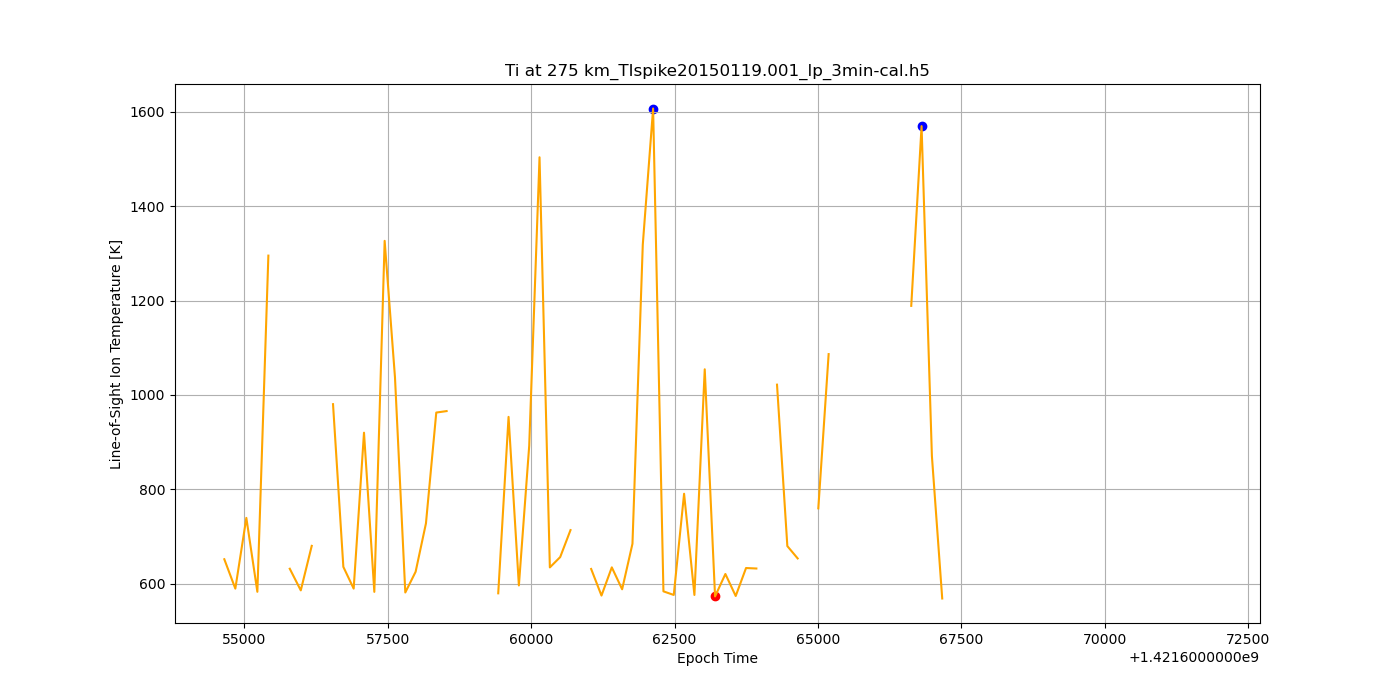 Ti at 275 km_TIspike20150119.001_lp_3min-cal.h5
Line-of-Sight Ion Temperature [K]
1600
1400
1200
1000
800
600
55000 57500 60000 62500 65000 67500 70000 72500
Epoch Time
+1.4216000000e9